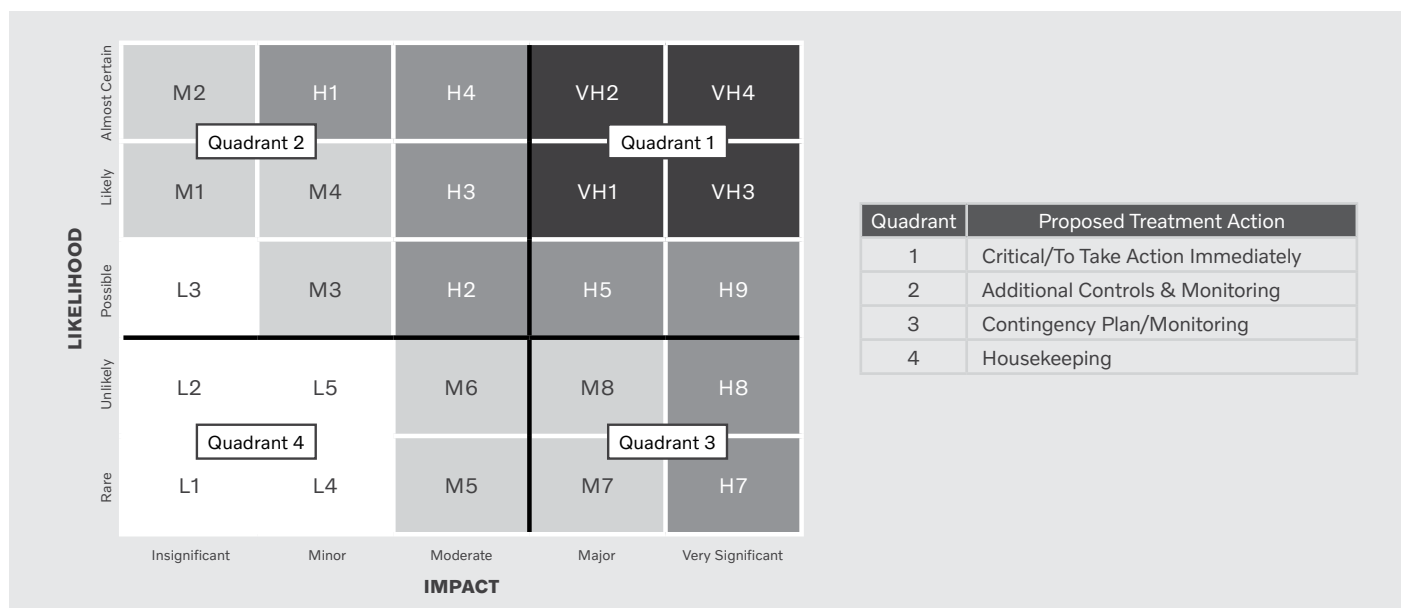 Almost Certain
M2 H1 H4 VH2 VH4
Quadrant 2 Quadrant 1
Likely
M1 M4 H3 VH1 VH3
LIKELIHOOD
Possible
L3 M3 H2 H5 H9
Unlikely
L2 L5 M6 M8 H8
Quadrant 4 Quadrant 3
Rare
L1 L4 M5 M7 H7
Insignificant Minor Moderate Major Very Significant
IMPACT
Quadrant Proposed Treatment Action
1 Critical/To Take Action Immediately
2 Additional Controls & Monitoring
3 Contingency Plan/Monitoring
4 Housekeeping